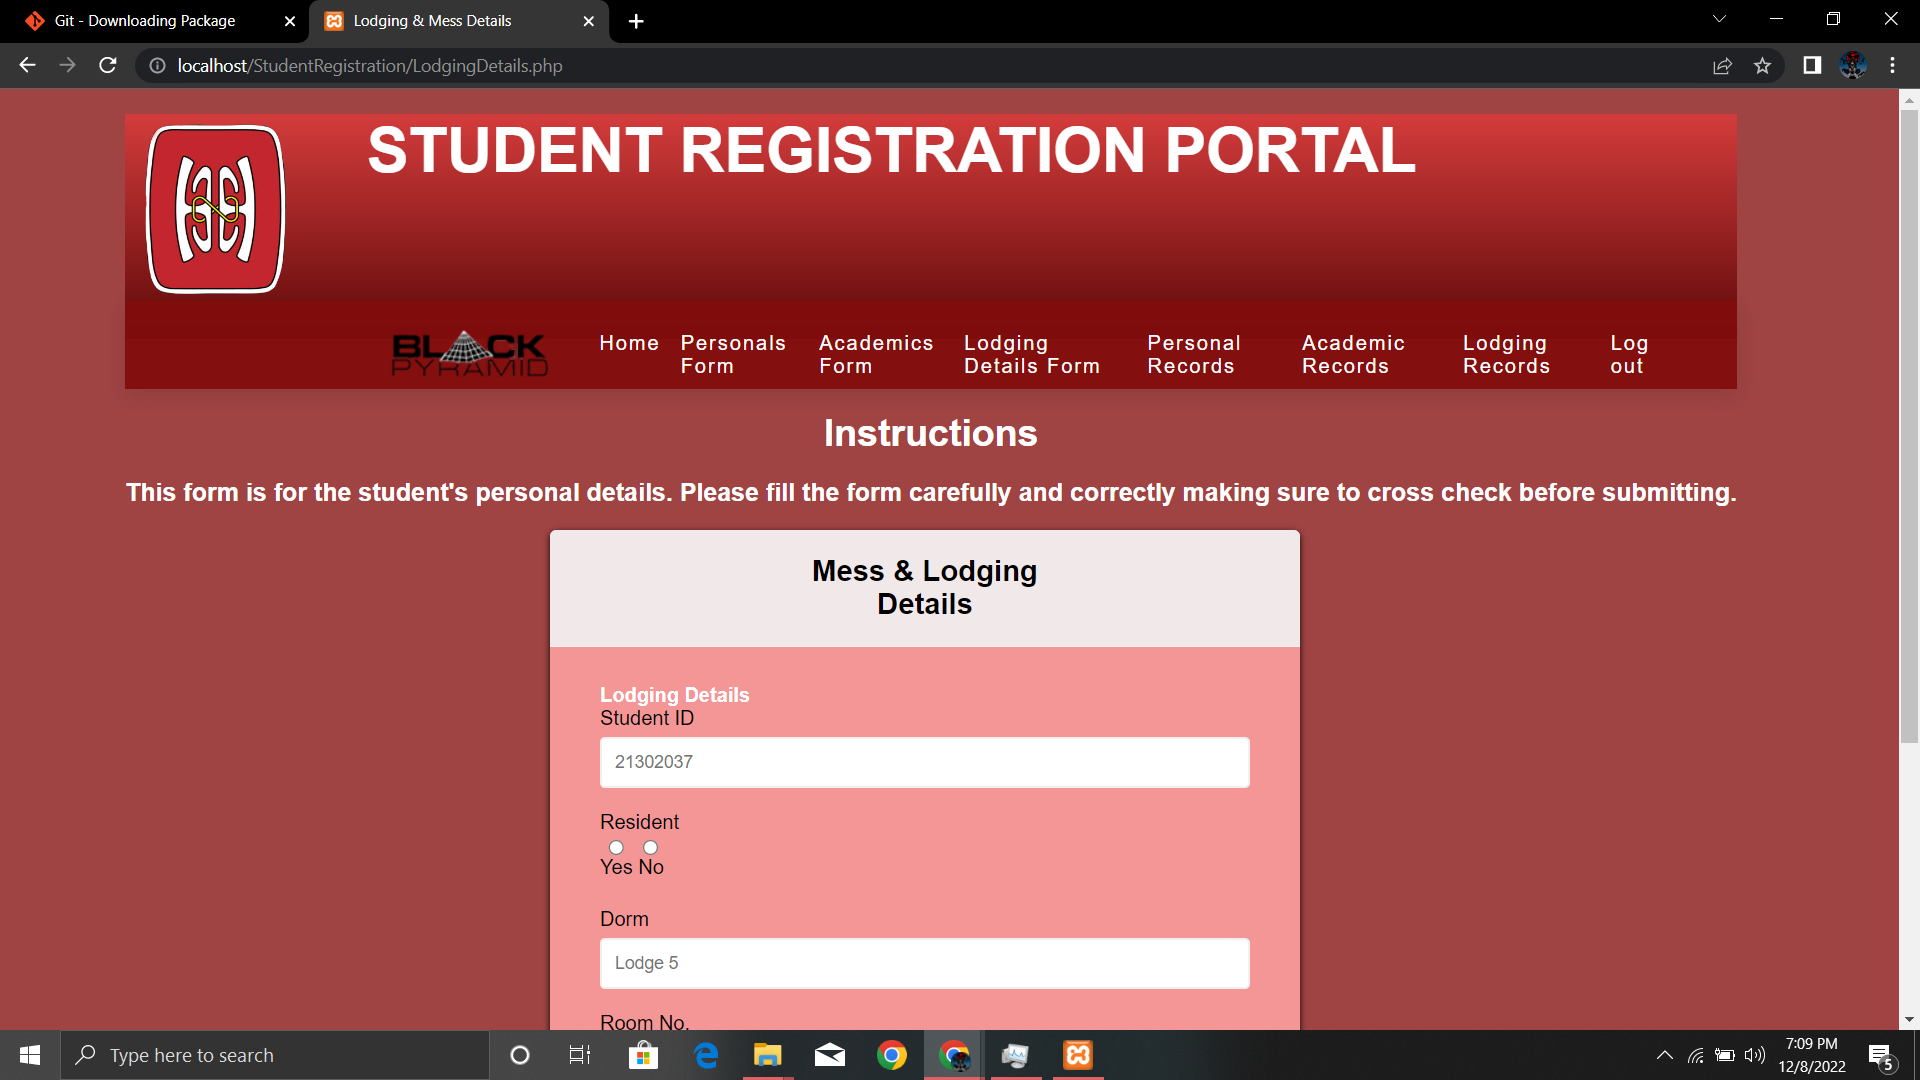 Git - Downloading Package
Lodging & Mess Details
localhost/StudentRegistration/LodgingDetails.php
STUDENT REGISTRATION PORTAL
BLACK
PYRAMID
Home
Personals
Form
Academics
Form
Lodging
Details Form
Personal
Records
Academic
Records
Lodging
Records
Log
out
Instructions
This form is for the student's personal details. Please fill the form carefully and correctly making sure to cross check before submitting.
Mess & Lodging
Details
Lodging Details
Student ID
21302037
Resident
Yes No
Dorm
Lodge 5
Room No.
Type here to search
7:09 PM
12/8/2022
5